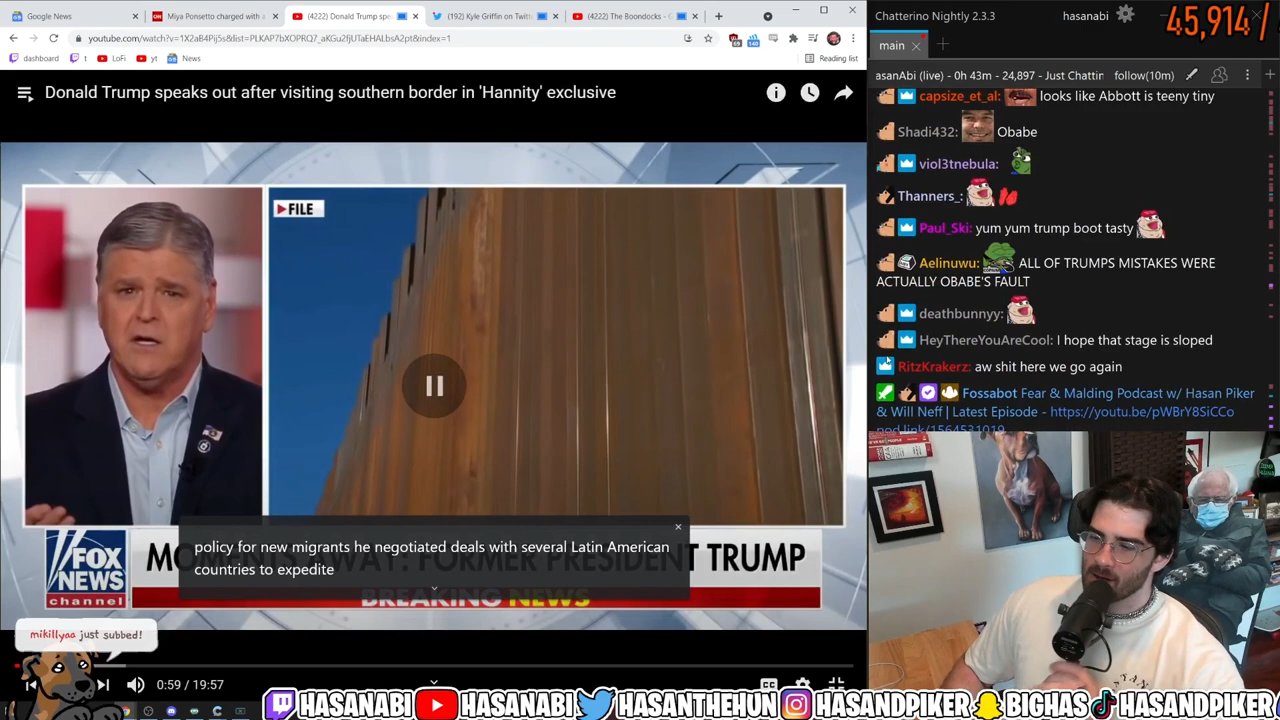 Google News
Miya Ponsetto charged with a
(4222) Donald Trump spe
(192) Kyle Griffin on Twitt
(4222) The Boondocks -
youtube.com/watch?v=1X2aB4Pij5s&list=PLKAP7bXOPRQ7_aKGu2fjUTaEHALbsA2pt&index=1
dashboard
t
LoFi
yt
News
Reading list
Donald Trump speaks out after visiting southern border in 'Hannity' exclusive
FILE
policy for new migrants he negotiated deals with several Latin American
countries to expedite
FOX
NEWS
channel
PRESIDENT TRUMP
BREAKING NEWS
mikillyaa just subbed!
0:59 / 19:57
Chatterino Nightly 2.3.3
hasanabi
45,914 /
main
asanAbi (live) - 0h 43m - 24,897 - Just Chattin
follow(10m)
capsize_et_al: looks like Abbott is teeny tiny
Shadi432: Obabe
viol3tnebula:
Thanners_:
Paul_Ski: yum yum trump boot tasty
Aelinuwu: ALL OF TRUMPS MISTAKES WERE
ACTUALLY OBABE'S FAULT
deathbunnyy:
HeyThereYouAreCool: I hope that stage is sloped
RitzKrakerz: aw shit here we go again
Fossabot Fear & Malding Podcast w/ Hasan Piker
& Will Neff | Latest Episode - https://youtu.be/pWBrY8SiCCo
pod.link/1564531019
HASANABI HASANABI HASANTHEHUN HASANDPIKER BIGHAS HASANDPIKER